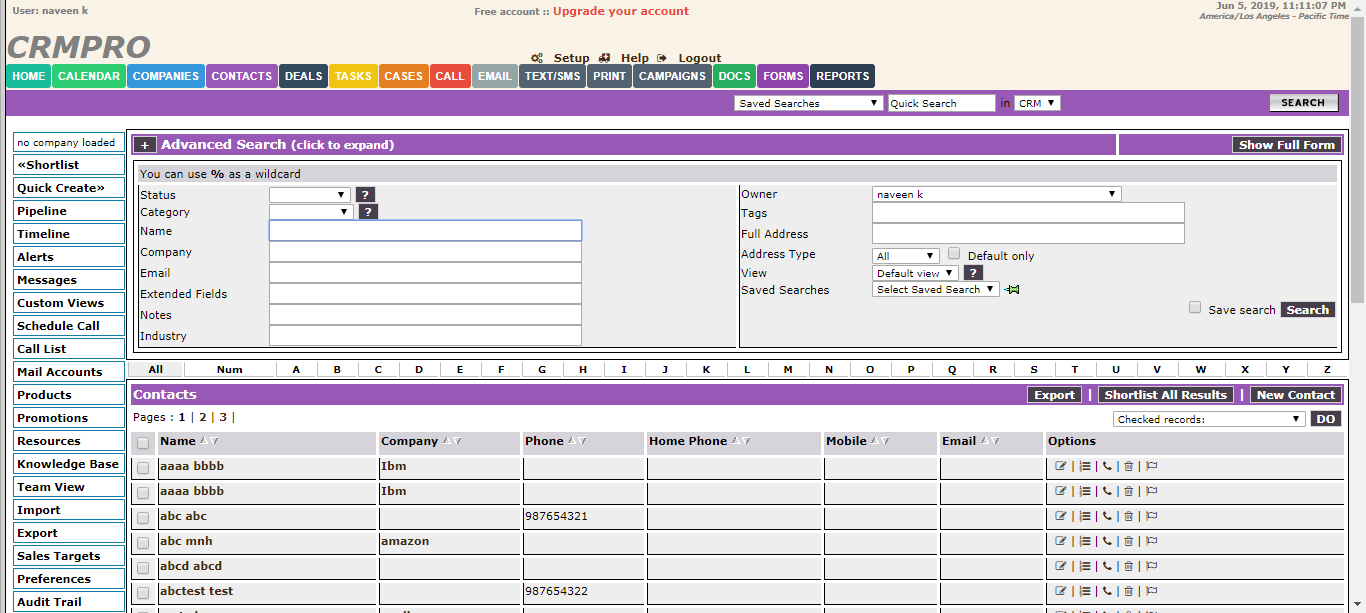 User: naveen k
Free account :: Upgrade your account
Jun 5, 2019, 11:11:07 PM
America/Los Angeles - Pacific Time
CRMPRO
Setup Help Logout
HOME CALENDAR COMPANIES CONTACTS DEALS TASKS CASES CALL EMAIL TEXT/SMS PRINT CAMPAIGNS DOCS FORMS REPORTS
Saved Searches Quick Search in CRM SEARCH
no company loaded
«Shortlist
Quick Create»
Pipeline
Timeline
Alerts
Messages
Custom Views
Schedule Call
Call List
Mail Accounts
Products
Promotions
Resources
Knowledge Base
Team View
Import
Export
Sales Targets
Preferences
Audit Trail
+ Advanced Search (click to expand) Show Full Form
You can use % as a wildcard
Status ?
Category ?
Name
Company
Email
Extended Fields
Notes
Industry
Owner naveen k
Tags
Full Address
Address Type All Default only
View Default view ?
Saved Searches Select Saved Search
Save search Search
All Num A B C D E F G H I J K L M N O P Q R S T U V W X Y Z
Contacts Export | Shortlist All Results | New Contact
Pages : 1 | 2 | 3 |
Checked records: DO
Name Company Phone Home Phone Mobile Email Options
aaaa bbbb Ibm | | | |
aaaa bbbb Ibm | | | |
abc abc 987654321 | | | |
abc mnh amazon | | | |
abcd abcd | | | |
abctest test 987654322 | | | |